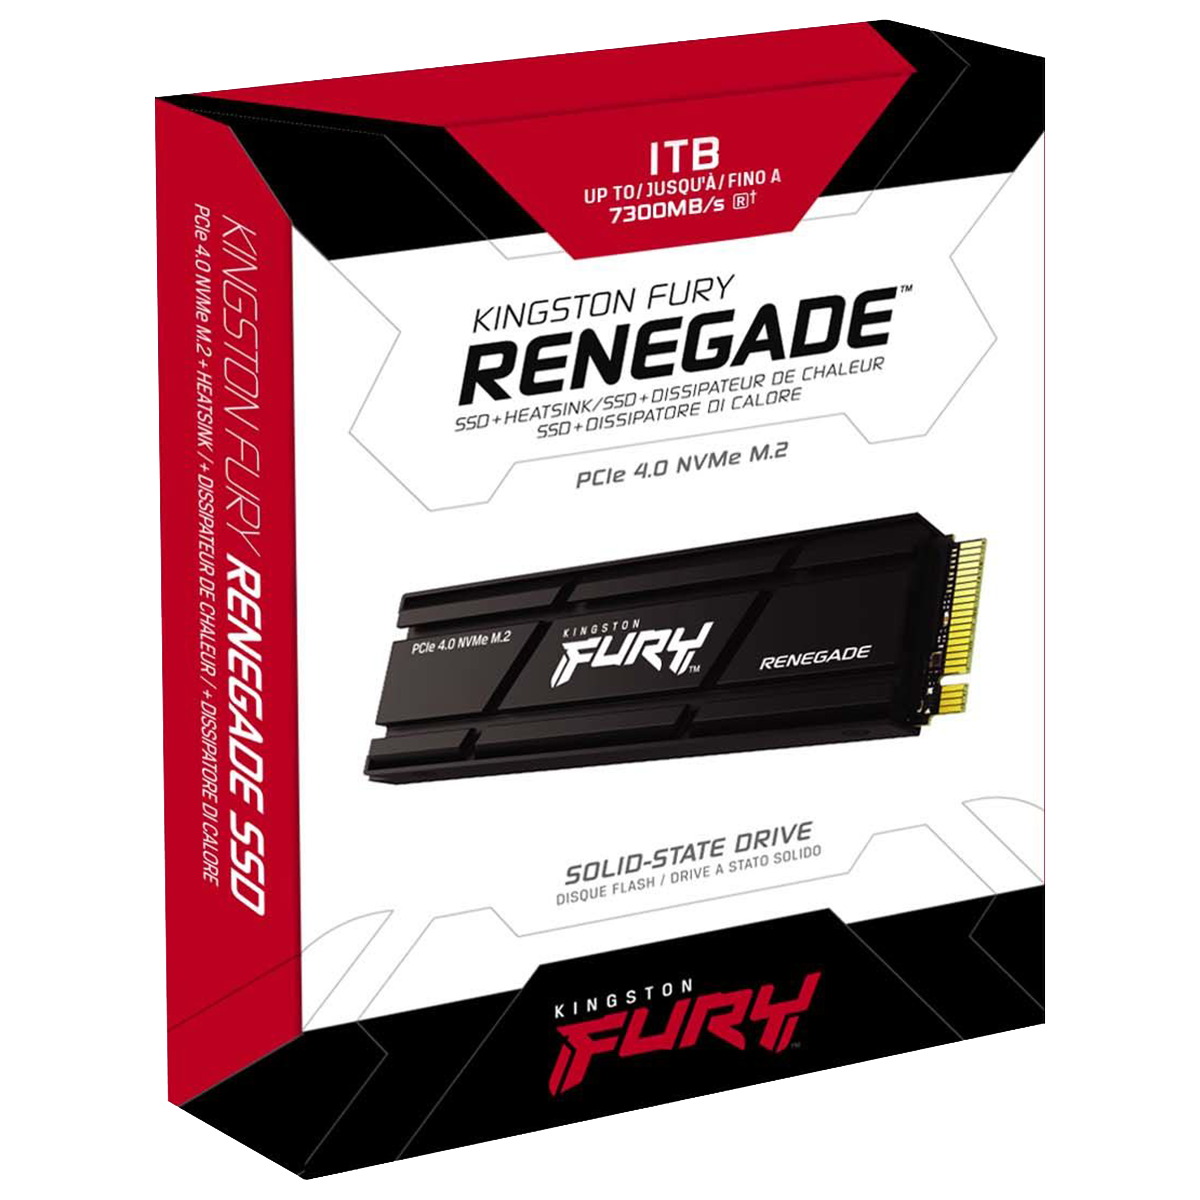 1TB
UP TO/JUSQU'À/FINO A
7300MB/s R†
KINGSTON FURY
RENEGADE™
SSD+HEATSINK/SSD+DISSIPATEUR DE CHALEUR
SSD+DISSIPATORE DI CALORE
PCIe 4.0 NVMe M.2
PCIe 4.0 NVMe M.2
KINGSTON
FURY™
RENEGADE
SOLID-STATE DRIVE
DISQUE FLASH / DRIVE A STATO SOLIDO
KINGSTON
FURY™
KINGSTON FURY RENEGADE SSD
PCIe 4.0 NVMe M.2 + HEATSINK / + DISSIPATEUR DE CHALEUR / + DISSIPATORE DI CALORE